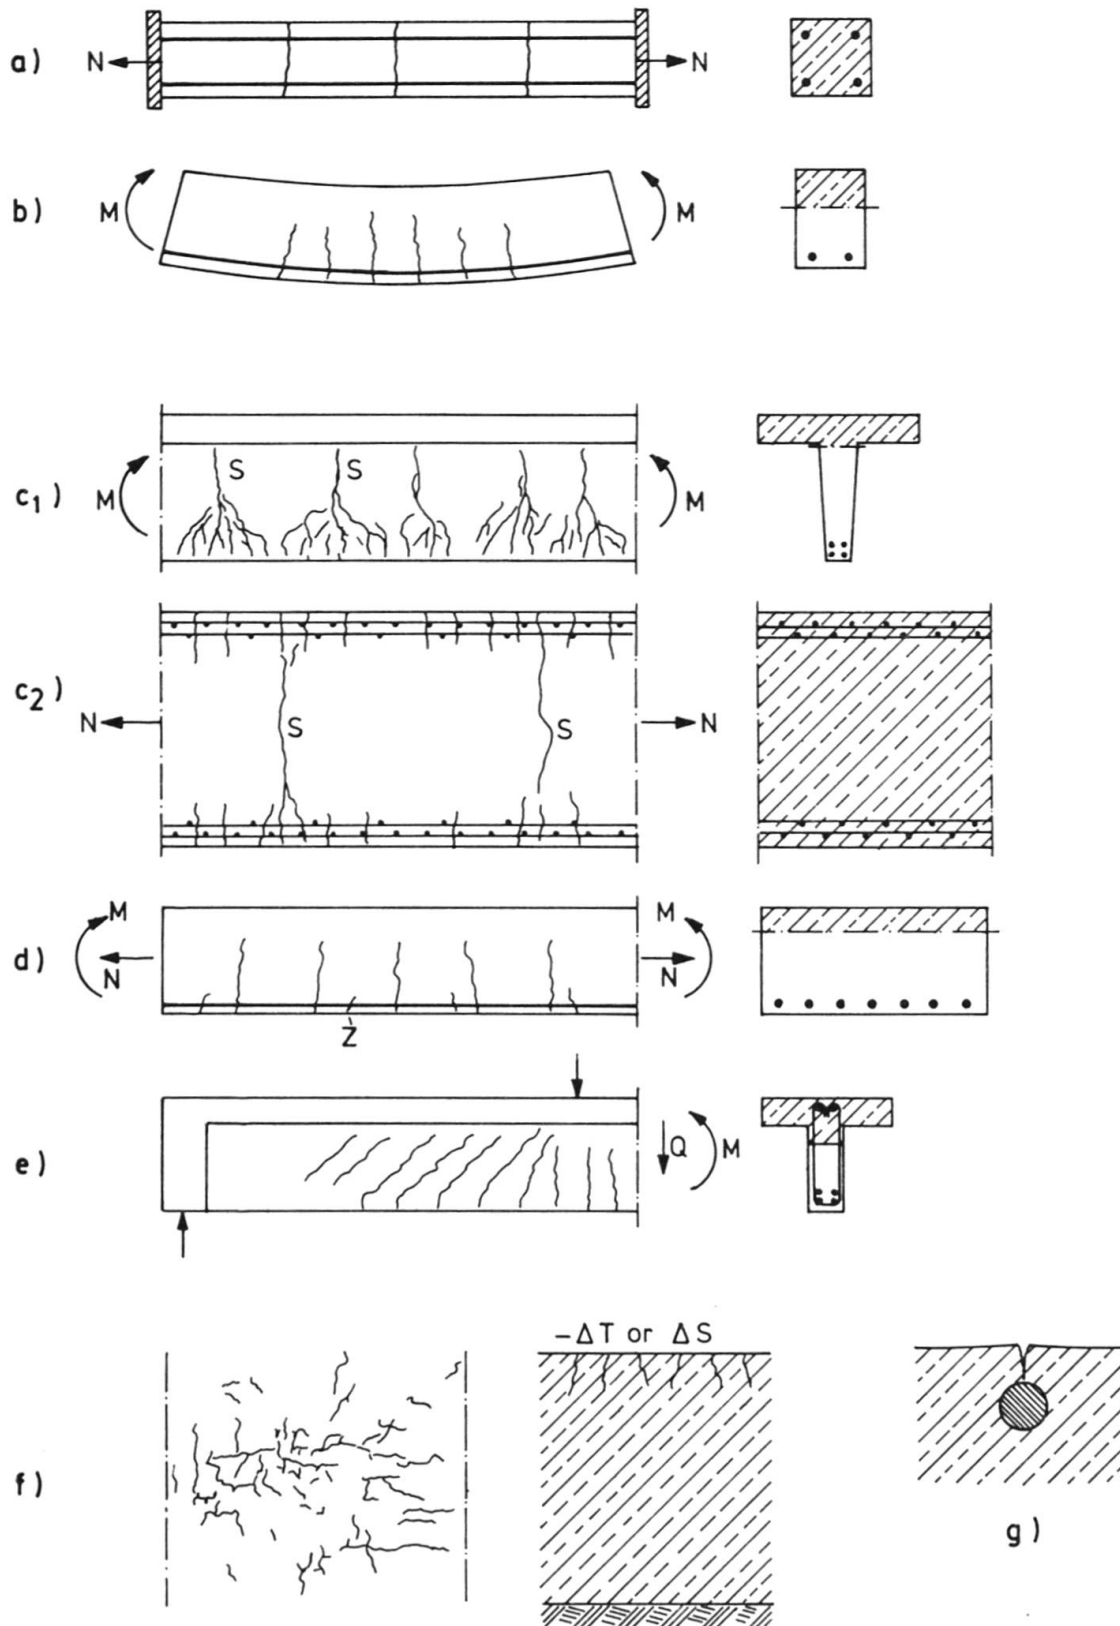 a) N N
b) M M
c₁) M S S M
c₂) N S S N
d) M N M N
Z
e) Q M
−ΔT or ΔS
f)
g)